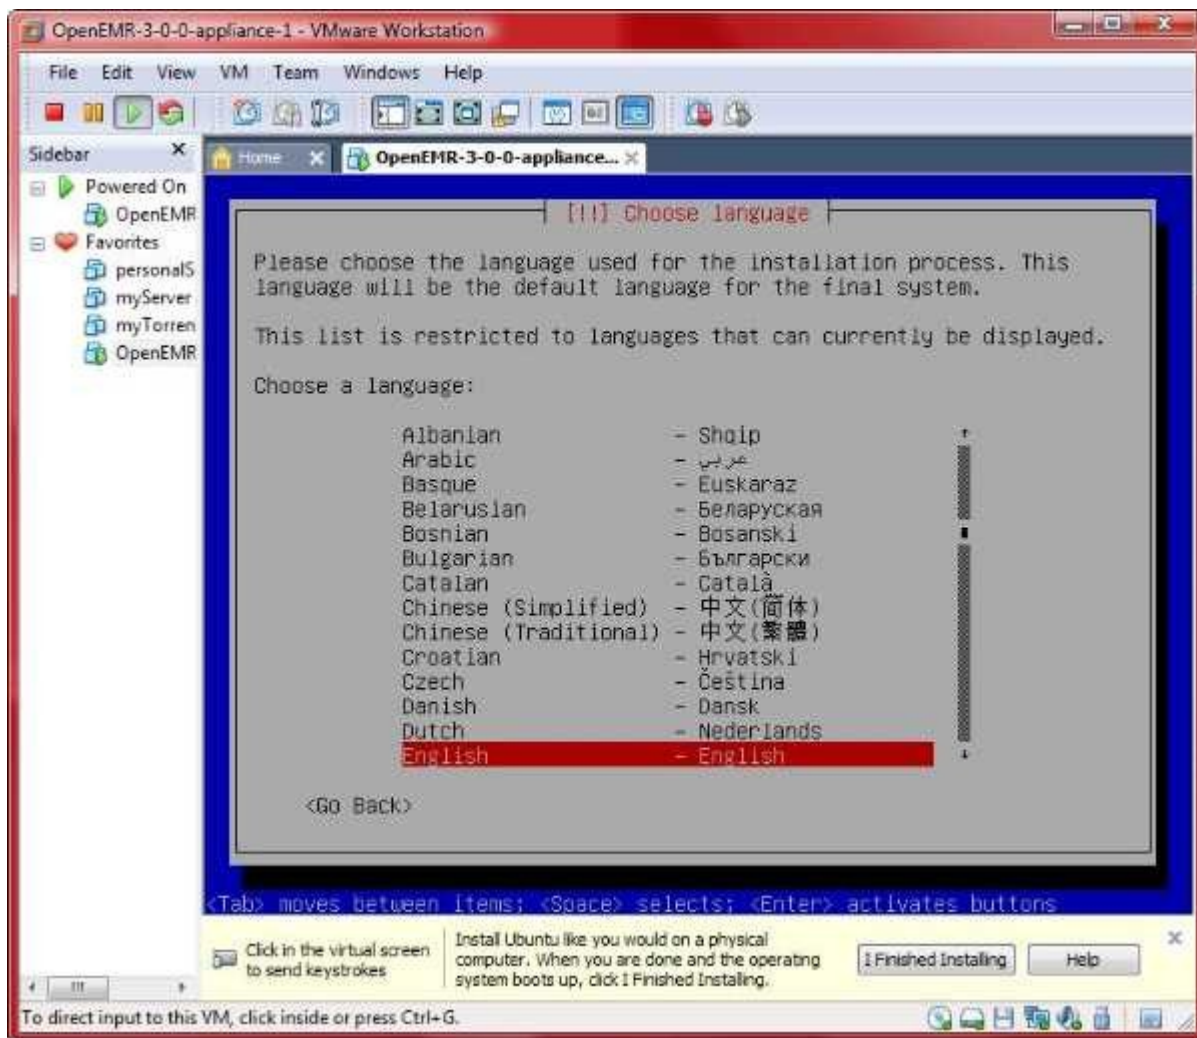 OpenEMR-3-0-0-appliance-1 - VMware Workstation
File Edit View VM Team Windows Help
Sidebar
Home
OpenEMR-3-0-0-appliance...
Powered On
OpenEMR
Favorites
personalS
myServer
myTorren
OpenEMR
[!!] Choose language
Please choose the language used for the installation process. This
language will be the default language for the final system.
This list is restricted to languages that can currently be displayed.
Choose a language:
Albanian - Shqip
Arabic - عربي
Basque - Euskaraz
Belarusian - Беларуская
Bosnian - Bosanski
Bulgarian - Български
Catalan - Català
Chinese (Simplified) - 中文(简体)
Chinese (Traditional) - 中文(繁體)
Croatian - Hrvatski
Czech - Čeština
Danish - Dansk
Dutch - Nederlands
English - English
<Go Back>
<Tab> moves between items; <Space> selects; <Enter> activates buttons
Click in the virtual screen
to send keystrokes
Install Ubuntu like you would on a physical
computer. When you are done and the operating
system boots up, click I Finished Installing.
I Finished Installing
Help
To direct input to this VM, click inside or press Ctrl+G.